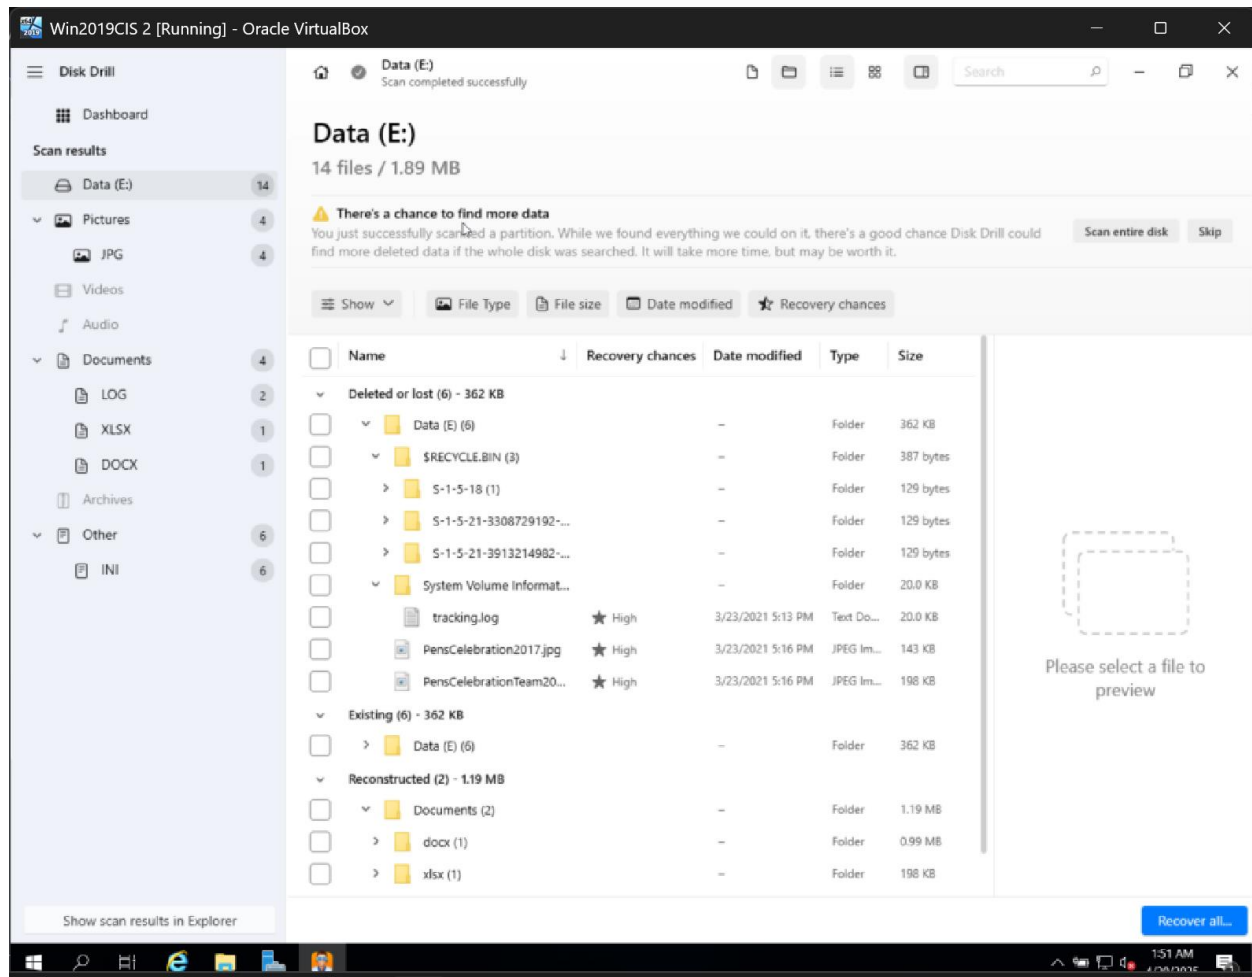 Win2019CIS 2 [Running] - Oracle VirtualBox
Disk Drill
Dashboard
Scan results
Data (E:) 14
Pictures 4
JPG 4
Videos
Audio
Documents 4
LOG 2
XLSX 1
DOCX 1
Archives
Other 6
INI 6
Show scan results in Explorer
Data (E:)
Scan completed successfully
Search
Data (E:)
14 files / 1.89 MB
There's a chance to find more data
You just successfully scanned a partition. While we found everything we could on it, there's a good chance Disk Drill could
find more deleted data if the whole disk was searched. It will take more time, but may be worth it.
Scan entire disk Skip
Show File Type File size Date modified Recovery chances
Name Recovery chances Date modified Type Size
Deleted or lost (6) - 362 KB
Data (E) (6) – Folder 362 KB
$RECYCLE.BIN (3) – Folder 387 bytes
S-1-5-18 (1) – Folder 129 bytes
S-1-5-21-3308729192-... – Folder 129 bytes
S-1-5-21-3913214982-... – Folder 129 bytes
System Volume Informat... – Folder 20.0 KB
tracking.log High 3/23/2021 5:13 PM Text Do... 20.0 KB
PensCelebration2017.jpg High 3/23/2021 5:16 PM JPEG Im... 143 KB
PensCelebrationTeam20... High 3/23/2021 5:16 PM JPEG Im... 198 KB
Existing (6) - 362 KB
Data (E) (6) – Folder 362 KB
Reconstructed (2) - 1.19 MB
Documents (2) – Folder 1.19 MB
docx (1) – Folder 0.99 MB
xlsx (1) – Folder 198 KB
Please select a file to
preview
Recover all...
1:51 AM